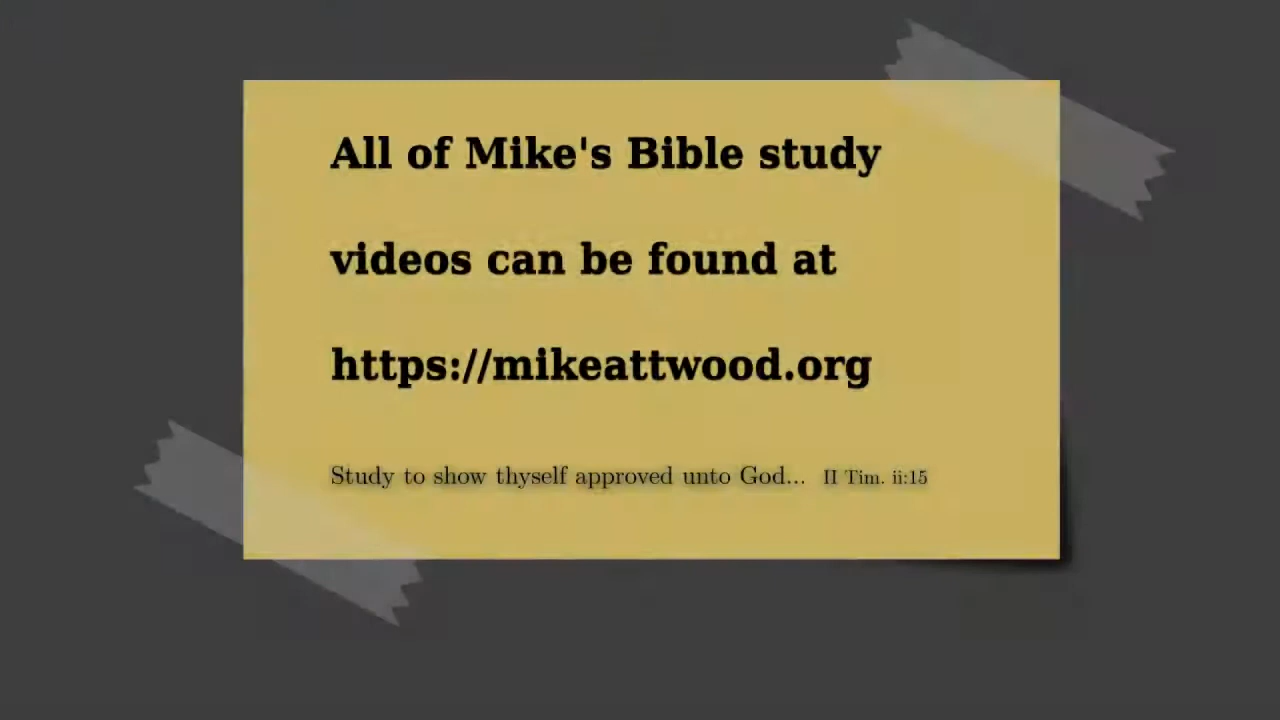 All of Mike's Bible study
videos can be found at
https://mikeattwood.org
Study to show thyself approved unto God... II Tim. ii:15